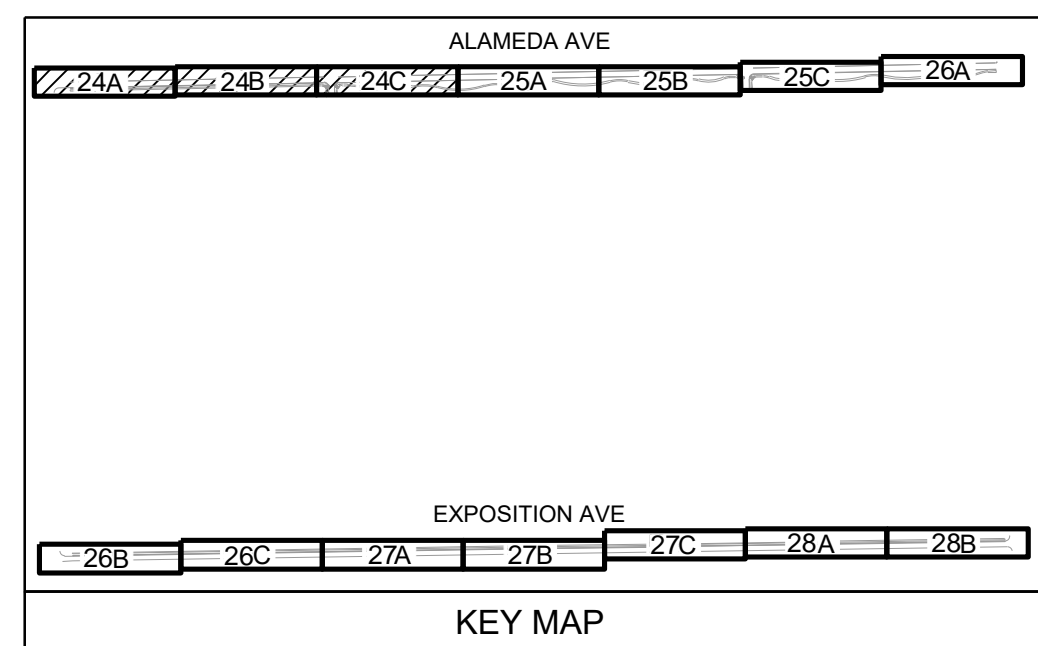 ALAMEDA AVE
24A 24B 24C 25A 25B 25C 26A
EXPOSITION AVE
26B 26C 27A 27B 27C 28A 28B
KEY MAP